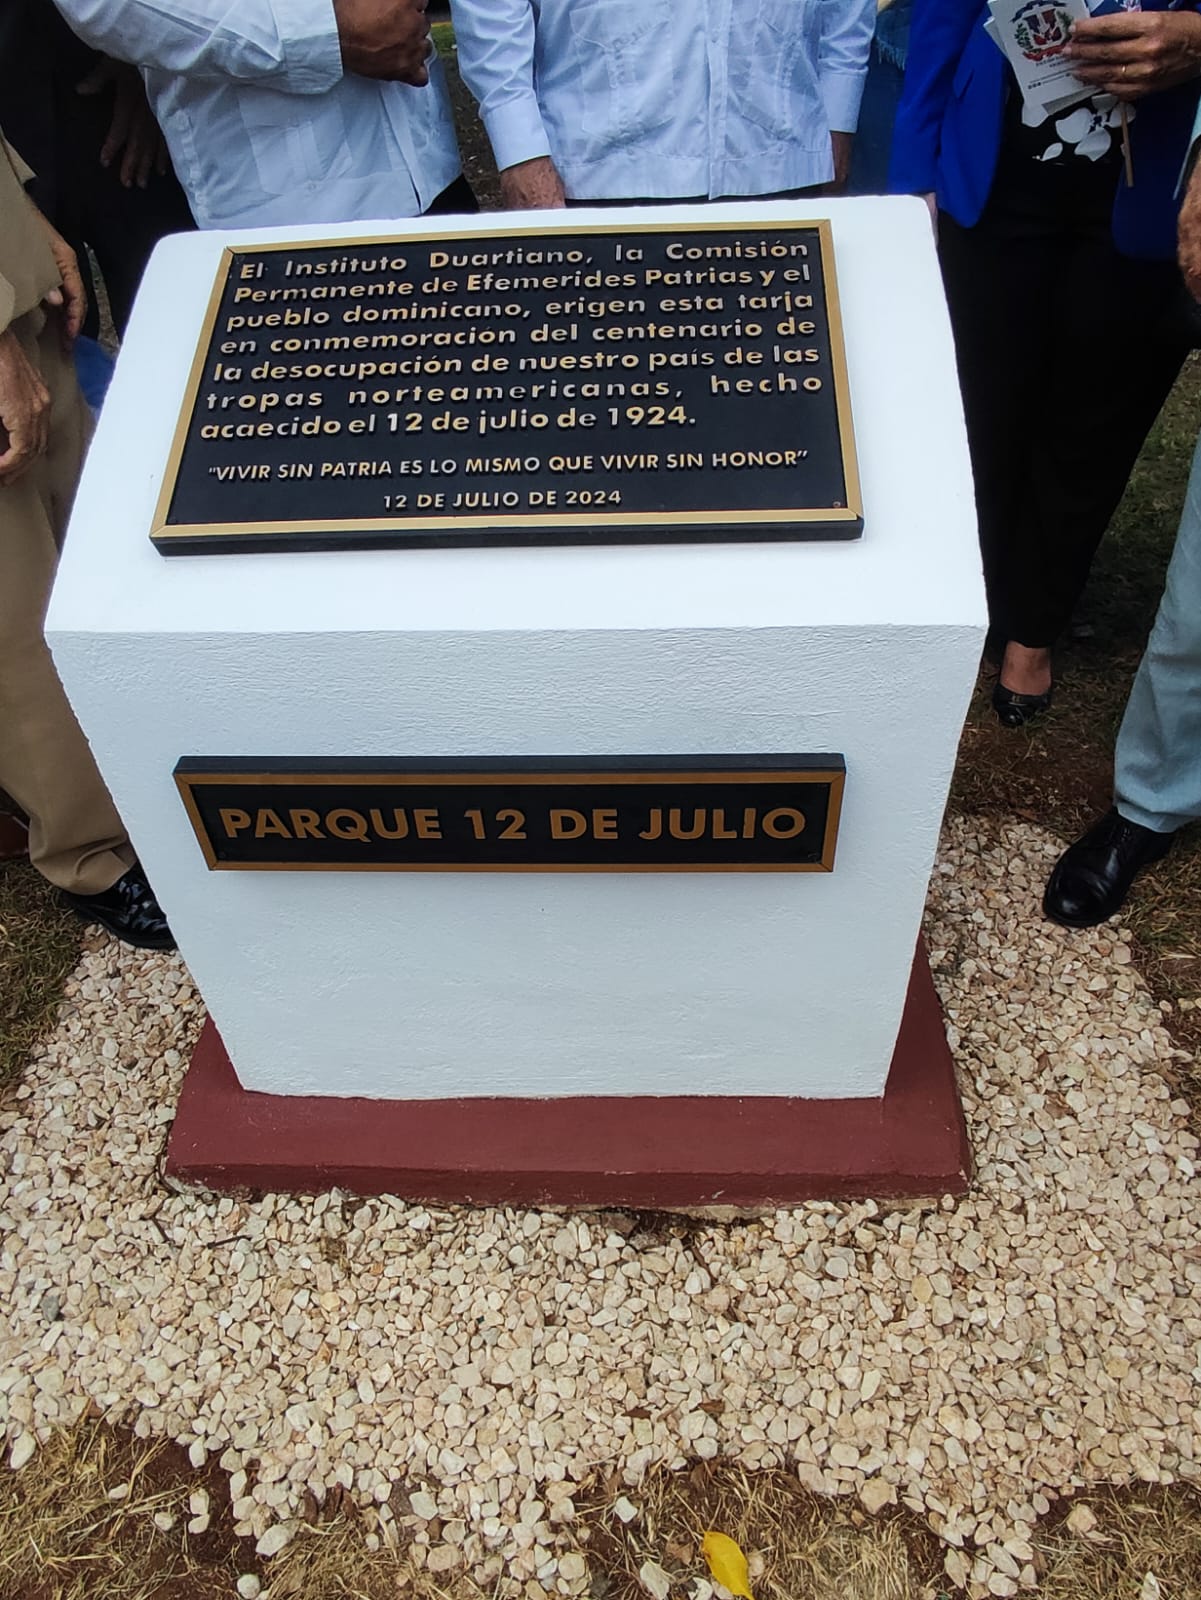 El Instituto Duartiano, la Comisión
Permanente de Efemerides Patrias y el
pueblo dominicano, erigen esta tarja
en conmemoración del centenario de
la desocupación de nuestro país de las
tropas norteamericanas, hecho
acaecido el 12 de julio de 1924.
"VIVIR SIN PATRIA ES LO MISMO QUE VIVIR SIN HONOR"
12 DE JULIO DE 2024
PARQUE 12 DE JULIO